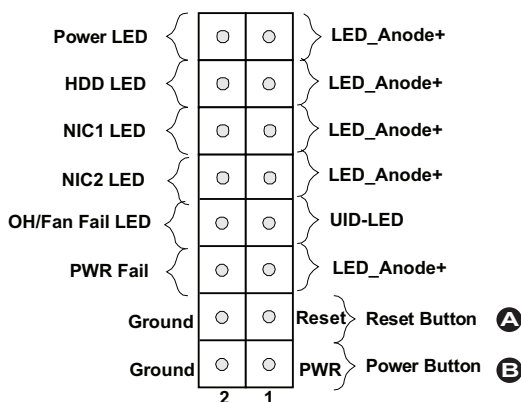 Power LED LED_Anode+
HDD LED LED_Anode+
NIC1 LED LED_Anode+
NIC2 LED LED_Anode+
OH/Fan Fail LED UID-LED
PWR Fail LED_Anode+
Ground Reset Reset Button A
Ground PWR Power Button B
2 1